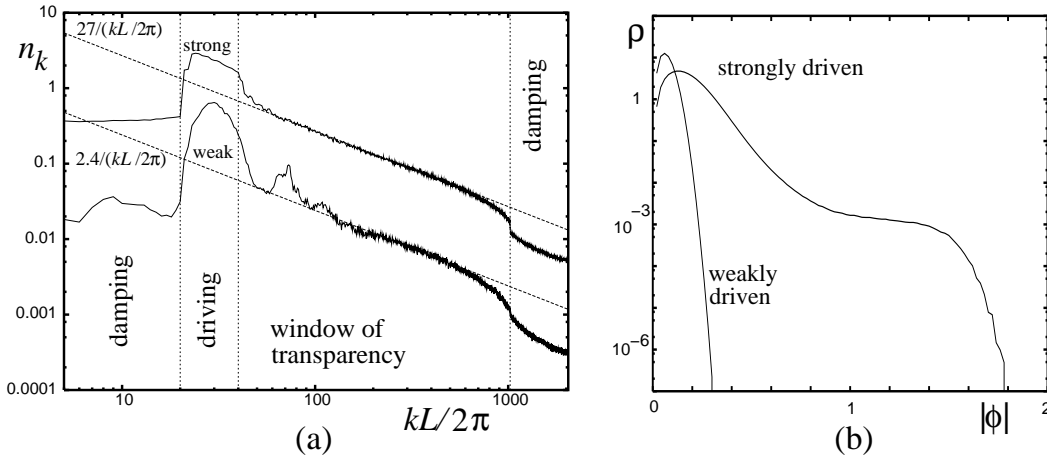 10
27/(kL/2π)
n_k
strong
1
0.1
2.4/(kL/2π)
weak
0.01
0.001
0.0001
damping
driving
window of
transparency
damping
10
100
1000
kL/2π
(a)
ρ
strongly driven
1
10⁻³
weakly
driven
10⁻⁶
0
1
|ϕ|
2
(b)